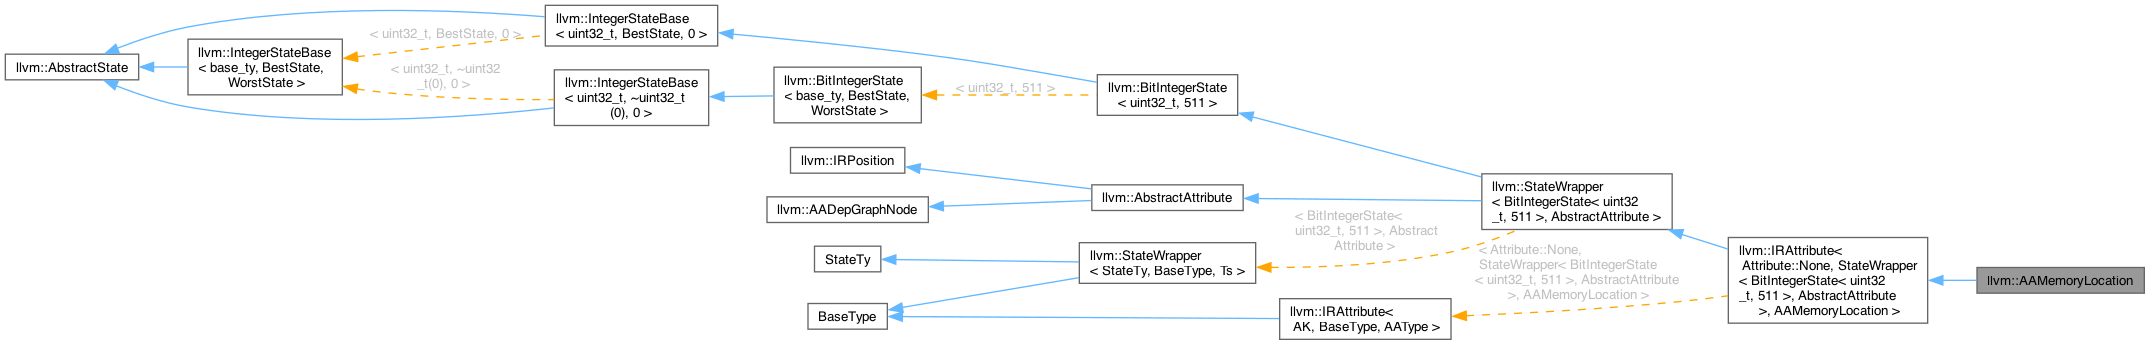 llvm::AbstractState
llvm::IntegerStateBase
< base_ty, BestState,
WorstState >
< uint32_t, BestState, 0 >
< uint32_t, ~uint32
_t(0), 0 >
llvm::IntegerStateBase
< uint32_t, BestState, 0 >
llvm::IntegerStateBase
< uint32_t, ~uint32_t
(0), 0 >
llvm::BitIntegerState
< base_ty, BestState,
WorstState >
< uint32_t, 511 >
llvm::BitIntegerState
< uint32_t, 511 >
llvm::IRPosition
llvm::AADepGraphNode
llvm::AbstractAttribute
StateTy
BaseType
llvm::StateWrapper
< StateTy, BaseType, Ts >
< BitIntegerState<
uint32_t, 511 >, Abstract
Attribute >
llvm::StateWrapper
< BitIntegerState< uint32
_t, 511 >, AbstractAttribute >
llvm::IRAttribute<
AK, BaseType, AAType >
< Attribute::None,
StateWrapper< BitIntegerState
< uint32_t, 511 >, AbstractAttribute
>, AAMemoryLocation >
llvm::IRAttribute<
Attribute::None, StateWrapper
< BitIntegerState< uint32
_t, 511 >, AbstractAttribute
>, AAMemoryLocation >
llvm::AAMemoryLocation